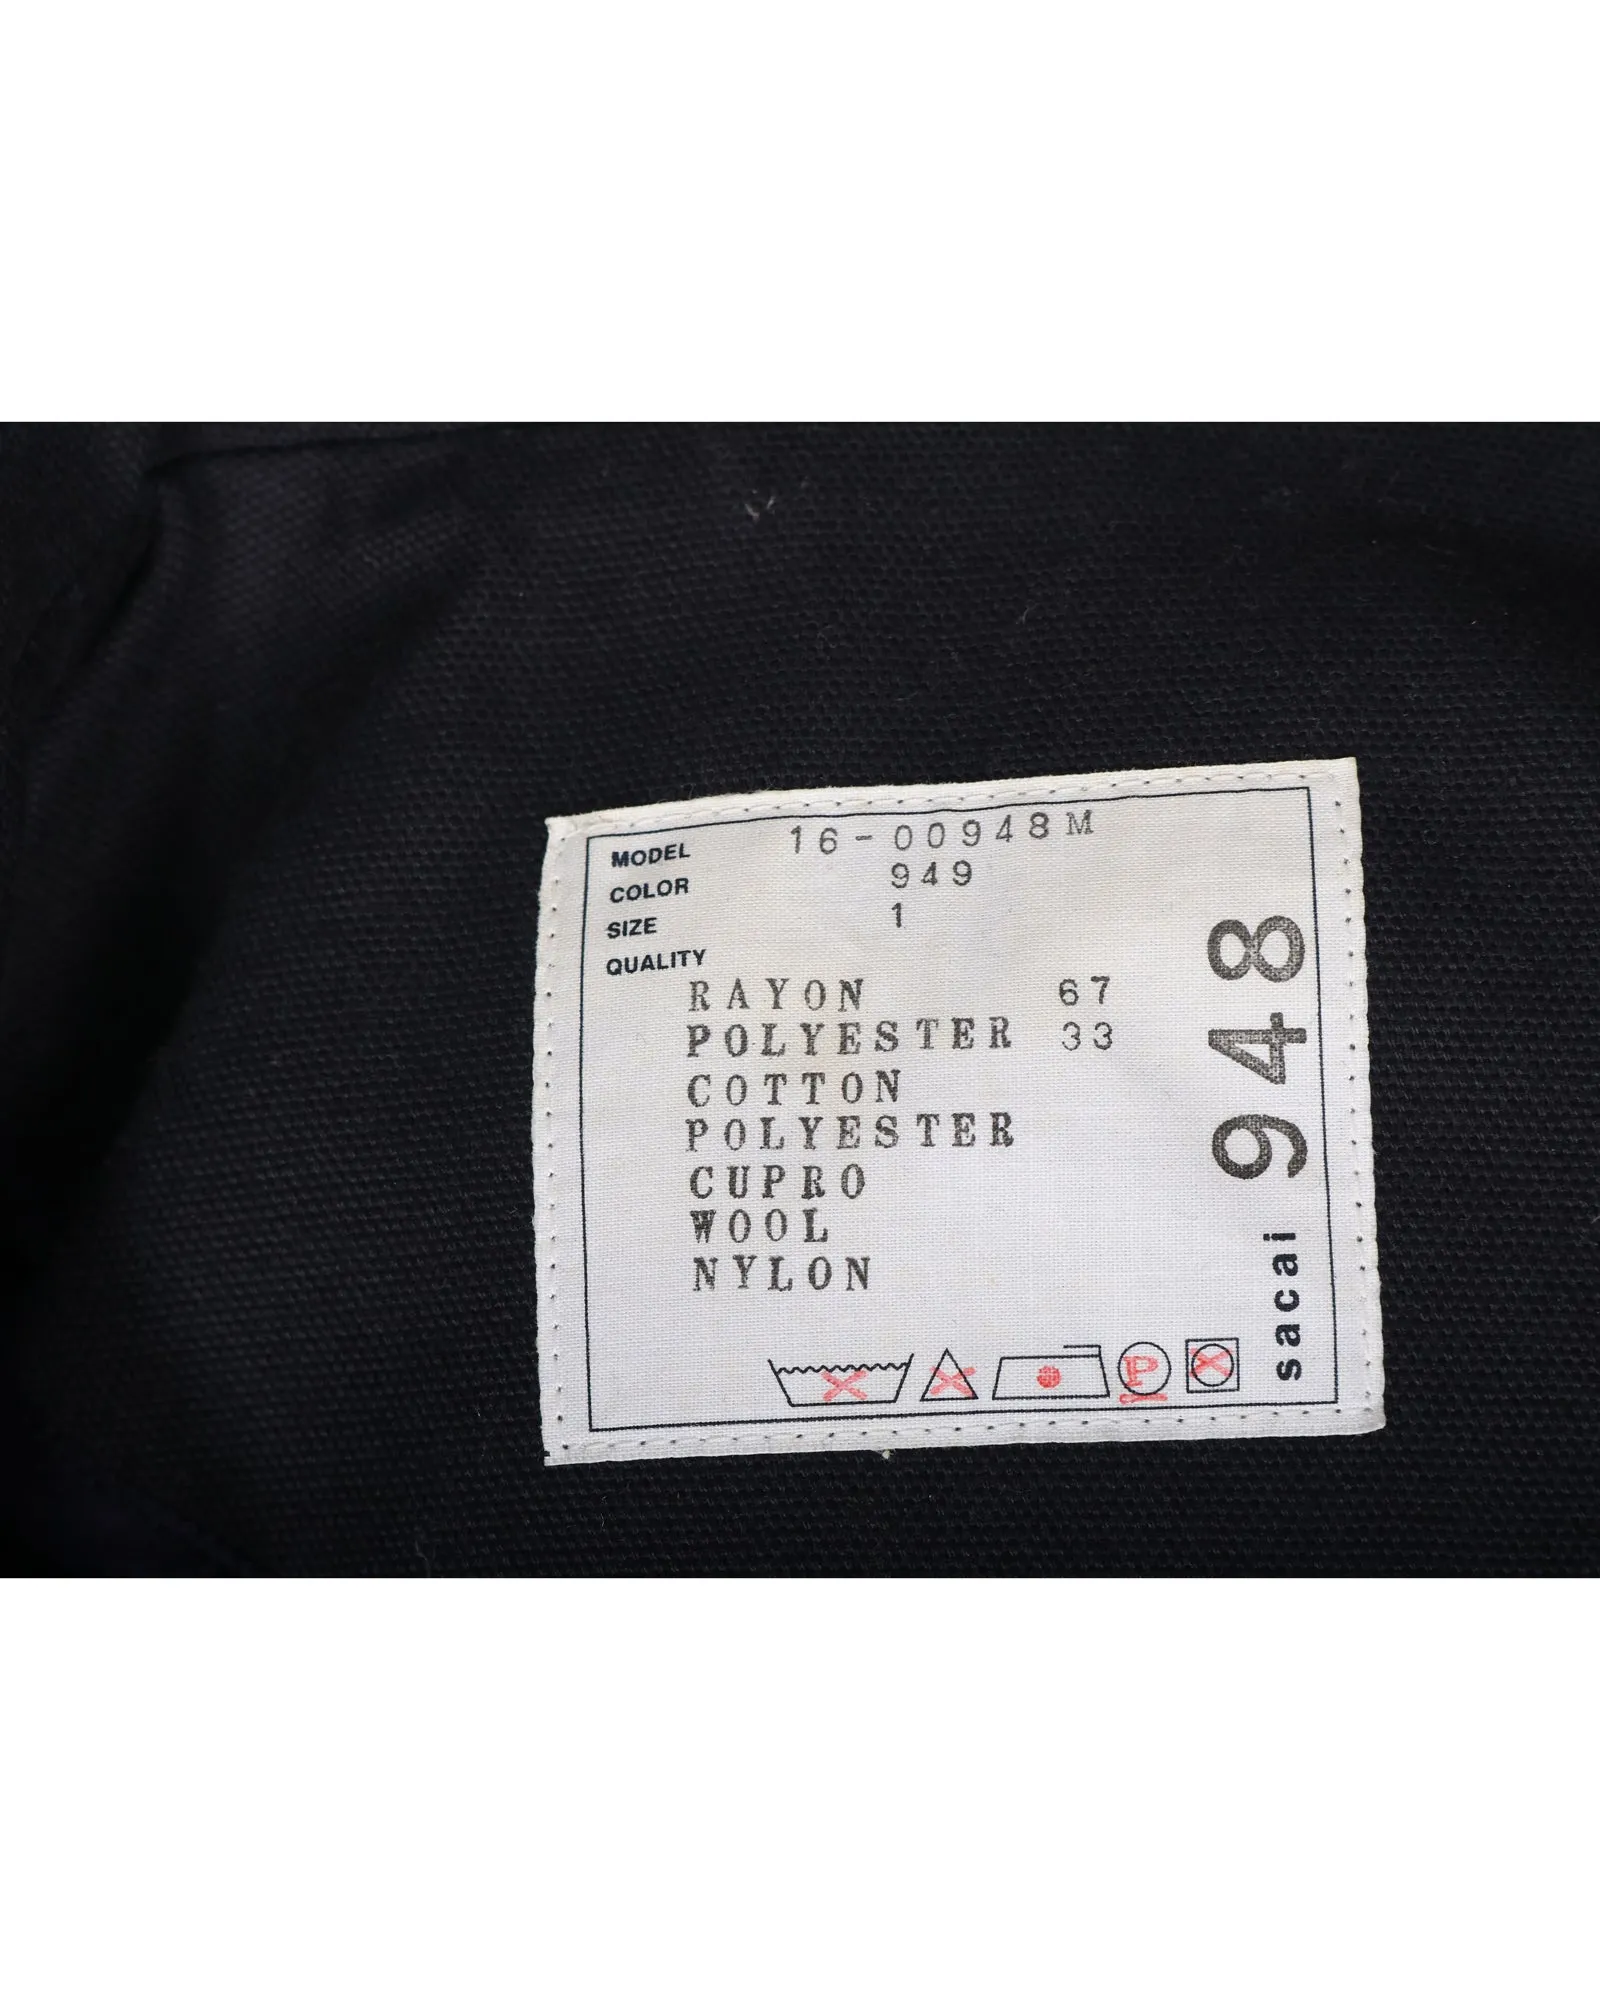 MODEL 16-00948M
COLOR 949
SIZE 1
QUALITY
RAYON 67
POLYESTER 33
COTTON
POLYESTER
CUPRO
WOOL
NYLON
P
sacai 948